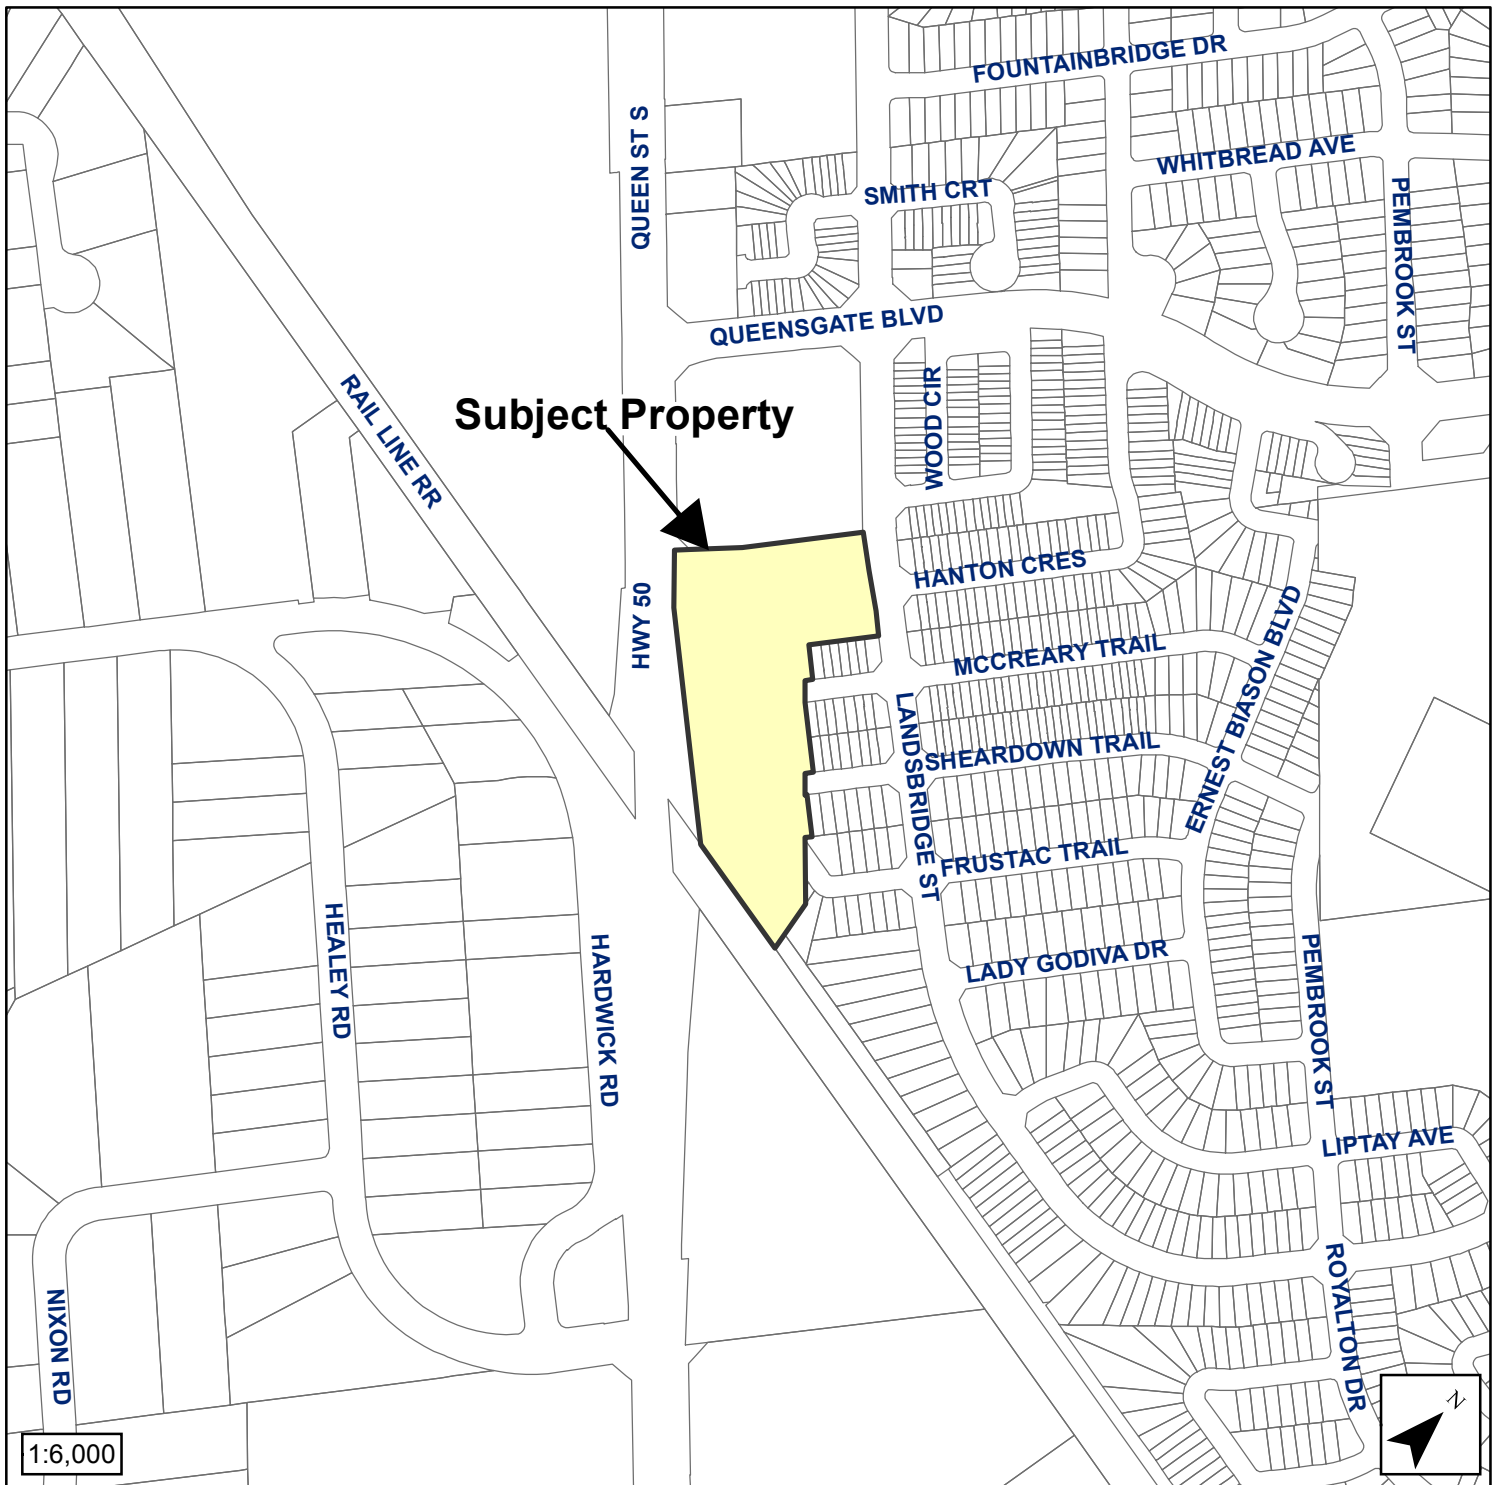 FOUNTAINBRIDGE DR
WHITBREAD AVE
QUEEN ST S
SMITH CRT
PEMBROOK ST
QUEENSGATE BLVD
RAIL LINE RR
WOOD CIR
Subject Property
HWY 50
HANTON CRES
MCCREARY TRAIL
ERNEST BIASON BLVD
LANDSBRIDGE ST
SHEARDOWN TRAIL
FRUSTAC TRAIL
HEALEY RD
HARDWICK RD
LADY GODIVA DR
PEMBROOK ST
LIPTAY AVE
NIXON RD
ROYALTON DR
N
1:6,000